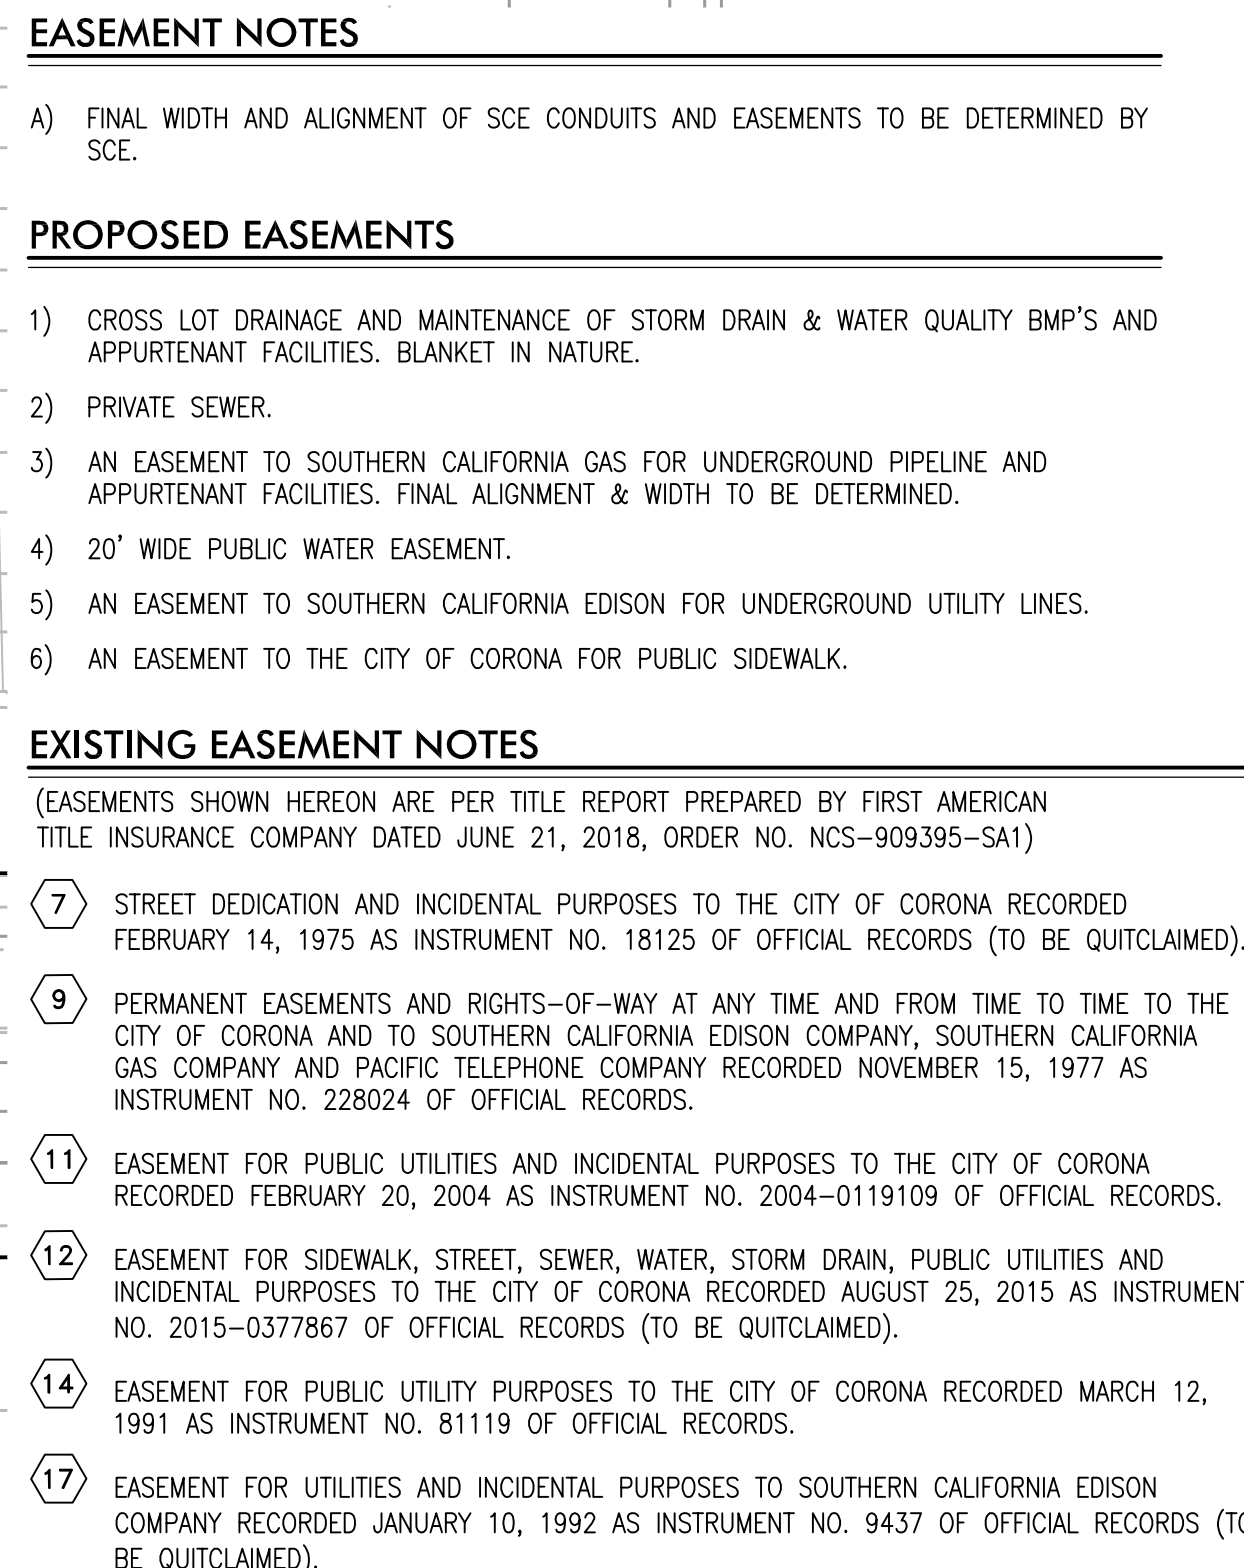 EASEMENT NOTES
A) FINAL WIDTH AND ALIGNMENT OF SCE CONDUITS AND EASEMENTS TO BE DETERMINED BY
SCE.
PROPOSED EASEMENTS
1) CROSS LOT DRAINAGE AND MAINTENANCE OF STORM DRAIN & WATER QUALITY BMP'S AND
APPURTENANT FACILITIES. BLANKET IN NATURE.
2) PRIVATE SEWER.
3) AN EASEMENT TO SOUTHERN CALIFORNIA GAS FOR UNDERGROUND PIPELINE AND
APPURTENANT FACILITIES. FINAL ALIGNMENT & WIDTH TO BE DETERMINED.
4) 20' WIDE PUBLIC WATER EASEMENT.
5) AN EASEMENT TO SOUTHERN CALIFORNIA EDISON FOR UNDERGROUND UTILITY LINES.
6) AN EASEMENT TO THE CITY OF CORONA FOR PUBLIC SIDEWALK.
EXISTING EASEMENT NOTES
(EASEMENTS SHOWN HEREON ARE PER TITLE REPORT PREPARED BY FIRST AMERICAN
TITLE INSURANCE COMPANY DATED JUNE 21, 2018, ORDER NO. NCS-909395-SA1)
7 STREET DEDICATION AND INCIDENTAL PURPOSES TO THE CITY OF CORONA RECORDED
FEBRUARY 14, 1975 AS INSTRUMENT NO. 18125 OF OFFICIAL RECORDS (TO BE QUITCLAIMED).
9 PERMANENT EASEMENTS AND RIGHTS-OF-WAY AT ANY TIME AND FROM TIME TO TIME TO THE
CITY OF CORONA AND TO SOUTHERN CALIFORNIA EDISON COMPANY, SOUTHERN CALIFORNIA
GAS COMPANY AND PACIFIC TELEPHONE COMPANY RECORDED NOVEMBER 15, 1977 AS
INSTRUMENT NO. 228024 OF OFFICIAL RECORDS.
11 EASEMENT FOR PUBLIC UTILITIES AND INCIDENTAL PURPOSES TO THE CITY OF CORONA
RECORDED FEBRUARY 20, 2004 AS INSTRUMENT NO. 2004-0119109 OF OFFICIAL RECORDS.
12 EASEMENT FOR SIDEWALK, STREET, SEWER, WATER, STORM DRAIN, PUBLIC UTILITIES AND
INCIDENTAL PURPOSES TO THE CITY OF CORONA RECORDED AUGUST 25, 2015 AS INSTRUMENT
NO. 2015-0377867 OF OFFICIAL RECORDS (TO BE QUITCLAIMED).
14 EASEMENT FOR PUBLIC UTILITY PURPOSES TO THE CITY OF CORONA RECORDED MARCH 12,
1991 AS INSTRUMENT NO. 81119 OF OFFICIAL RECORDS.
17 EASEMENT FOR UTILITIES AND INCIDENTAL PURPOSES TO SOUTHERN CALIFORNIA EDISON
COMPANY RECORDED JANUARY 10, 1992 AS INSTRUMENT NO. 9437 OF OFFICIAL RECORDS (TO
BE QUITCLAIMED).